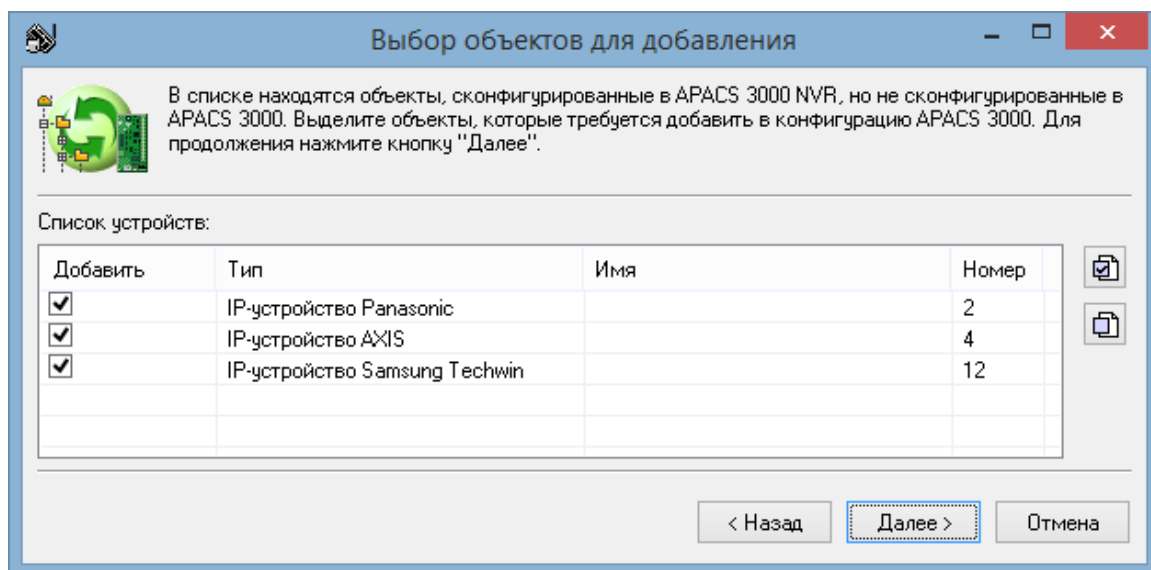 Выбор объектов для добавления
В списке находятся объекты, сконфигурированные в APACS 3000 NVR, но не сконфигурированные в
APACS 3000. Выделите объекты, которые требуется добавить в конфигурацию APACS 3000. Для
продолжения нажмите кнопку "Далее".
Список устройств:
Добавить Тип Имя Номер
IP-устройство Panasonic 2
IP-устройство AXIS 4
IP-устройство Samsung Techwin 12
< Назад Далее > Отмена